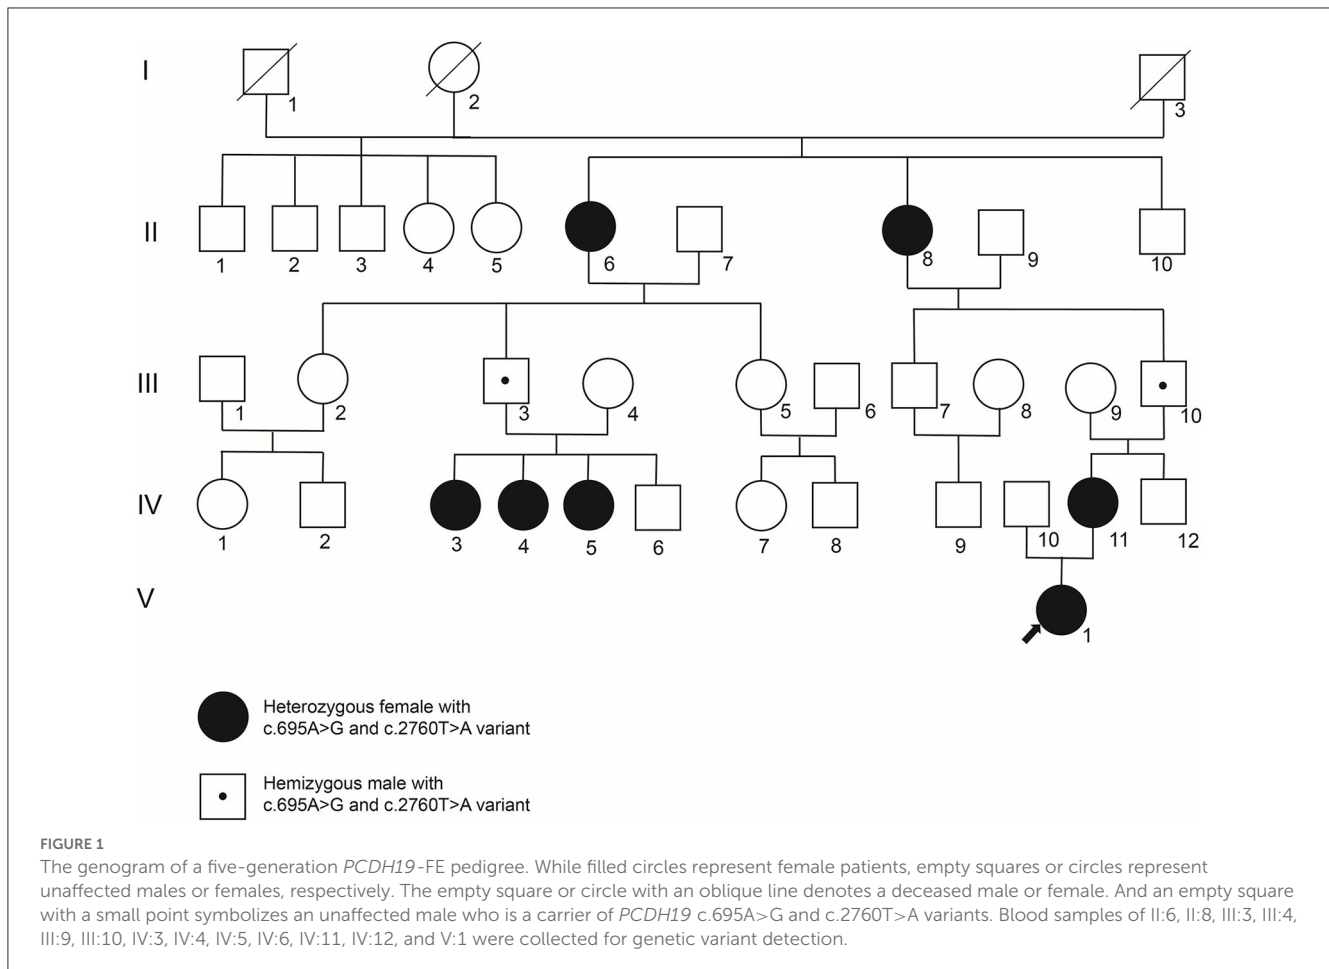 I
1
2
3
II
1
2
3
4
5
6
7
8
9
10
III
1
2
3
4
5
6
7
8
9
10
IV
1
2
3
4
5
6
7
8
9
10
11
12
V
1
Heterozygous female with
c.695A>G and c.2760T>A variant
Hemizygous male with
c.695A>G and c.2760T>A variant
FIGURE 1
The genogram of a five-generation PCDH19-FE pedigree. While filled circles represent female patients, empty squares or circles represent
unaffected males or females, respectively. The empty square or circle with an oblique line denotes a deceased male or female. And an empty square
with a small point symbolizes an unaffected male who is a carrier of PCDH19 c.695A>G and c.2760T>A variants. Blood samples of II:6, II:8, III:3, III:4,
III:9, III:10, IV:3, IV:4, IV:5, IV:6, IV:11, IV:12, and V:1 were collected for genetic variant detection.